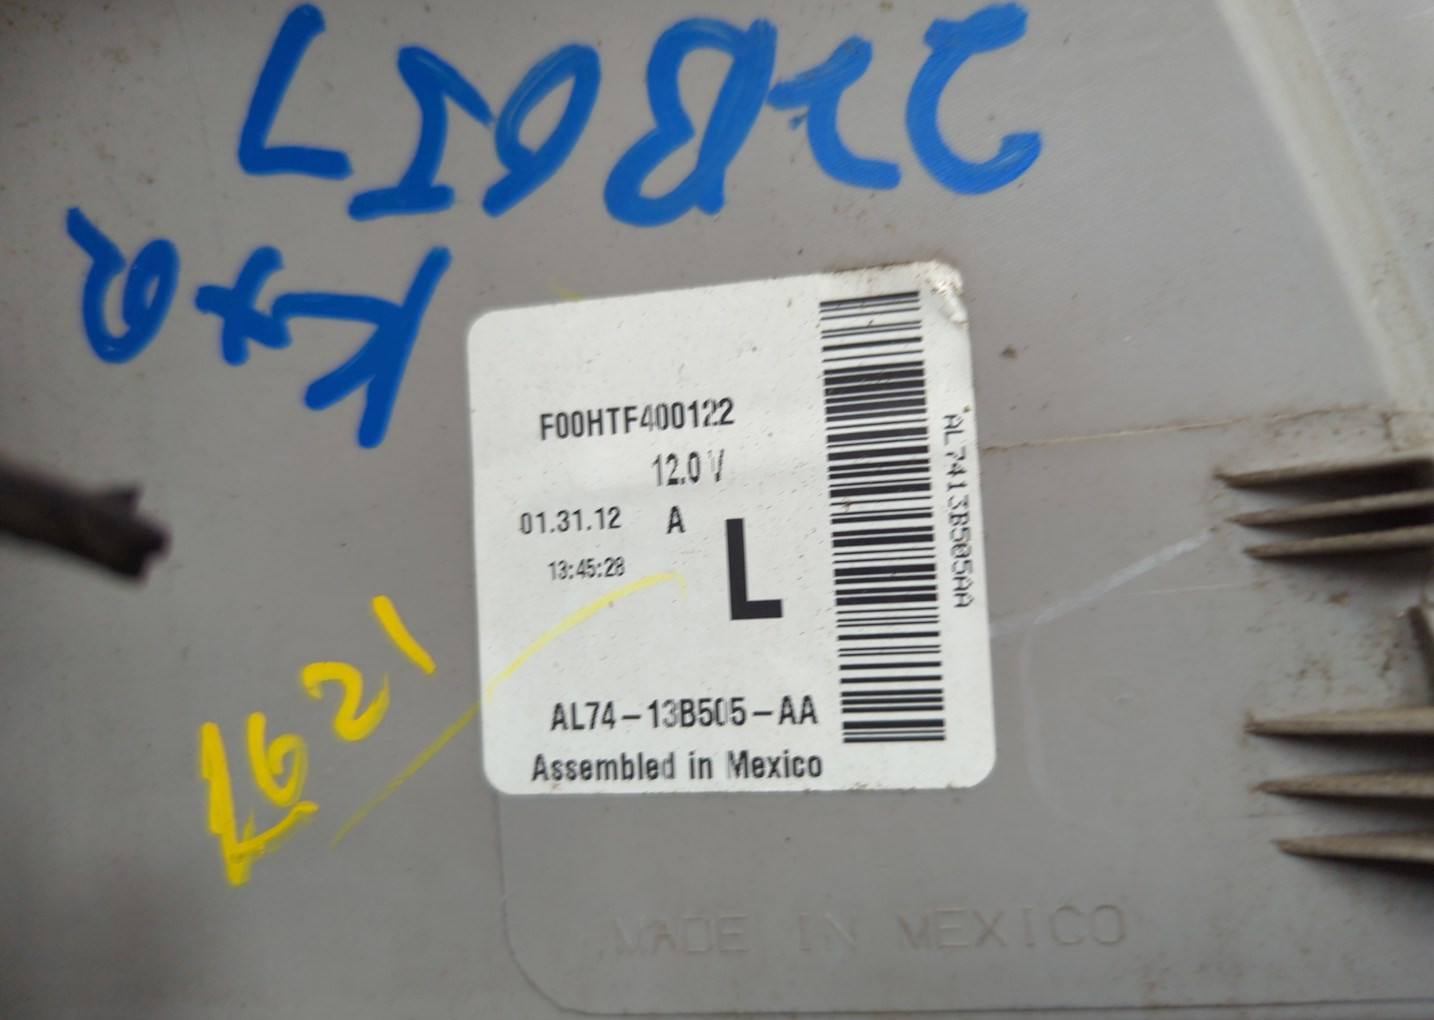 F00HTF400122
12.0 V
01.31.12 A
13:45:28
L
AL74-13B505-AA
Assembled in Mexico
AL7413B505AA
MADE IN MEXICO